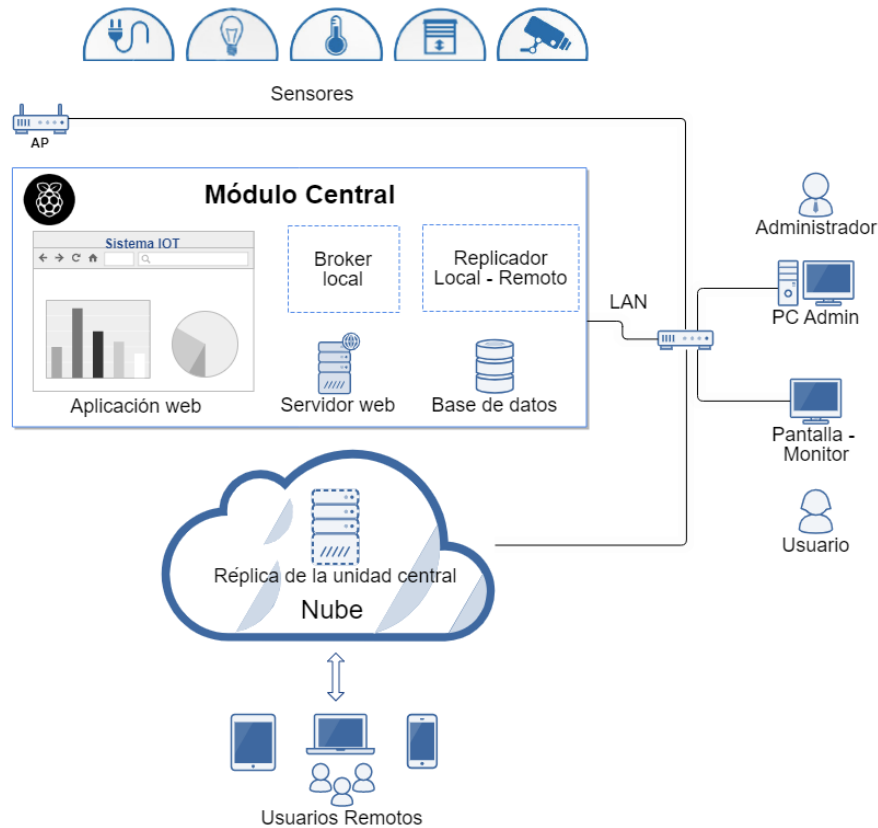 Sensores
AP
Módulo Central
Sistema IOT
Broker
local
Replicador
Local - Remoto
Aplicación web
Servidor web
Base de datos
LAN
Administrador
PC Admin
Pantalla -
Monitor
Usuario
Réplica de la unidad central
Nube
Usuarios Remotos